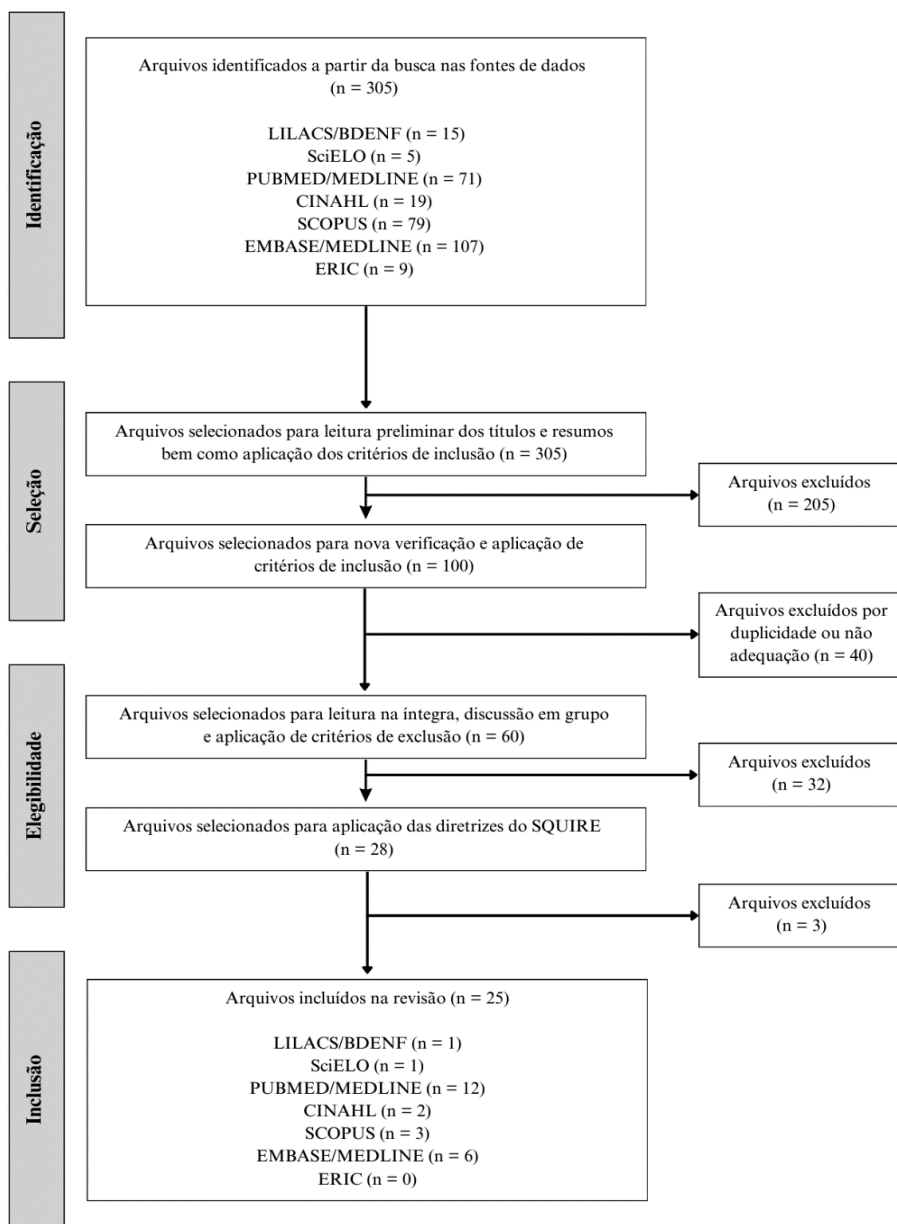 Identificação
Arquivos identificados a partir da busca nas fontes de dados
(n = 305)
LILACS/BDENF (n = 15)
SciELO (n = 5)
PUBMED/MEDLINE (n = 71)
CINAHL (n = 19)
SCOPUS (n = 79)
EMBASE/MEDLINE (n = 107)
ERIC (n = 9)
Seleção
Arquivos selecionados para leitura preliminar dos títulos e resumos
bem como aplicação dos critérios de inclusão (n = 305)
Arquivos excluídos
(n = 205)
Arquivos selecionados para nova verificação e aplicação de
critérios de inclusão (n = 100)
Arquivos excluídos por
duplicidade ou não
adequação (n = 40)
Elegibilidade
Arquivos selecionados para leitura na íntegra, discussão em grupo
e aplicação de critérios de exclusão (n = 60)
Arquivos excluídos
(n = 32)
Arquivos selecionados para aplicação das diretrizes do SQUIRE
(n = 28)
Arquivos excluídos
(n = 3)
Inclusão
Arquivos incluídos na revisão (n = 25)
LILACS/BDENF (n = 1)
SciELO (n = 1)
PUBMED/MEDLINE (n = 12)
CINAHL (n = 2)
SCOPUS (n = 3)
EMBASE/MEDLINE (n = 6)
ERIC (n = 0)